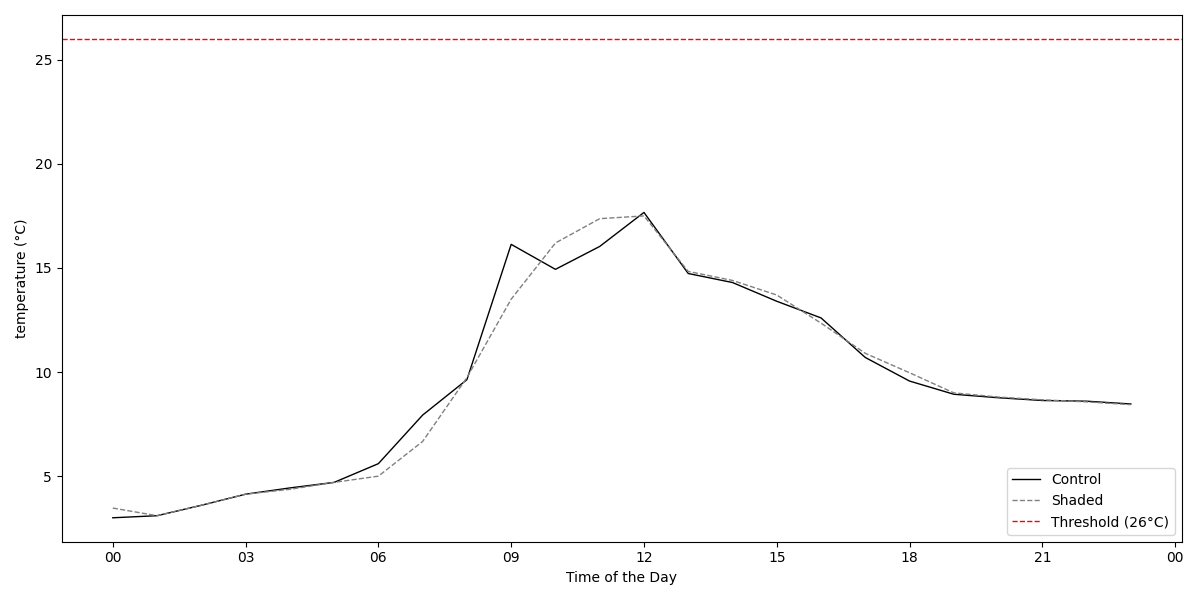 25
20
15
10
5
temperature (°C)
00 03 06 09 12 15 18 21 00
Time of the Day
Control
Shaded
Threshold (26°C)